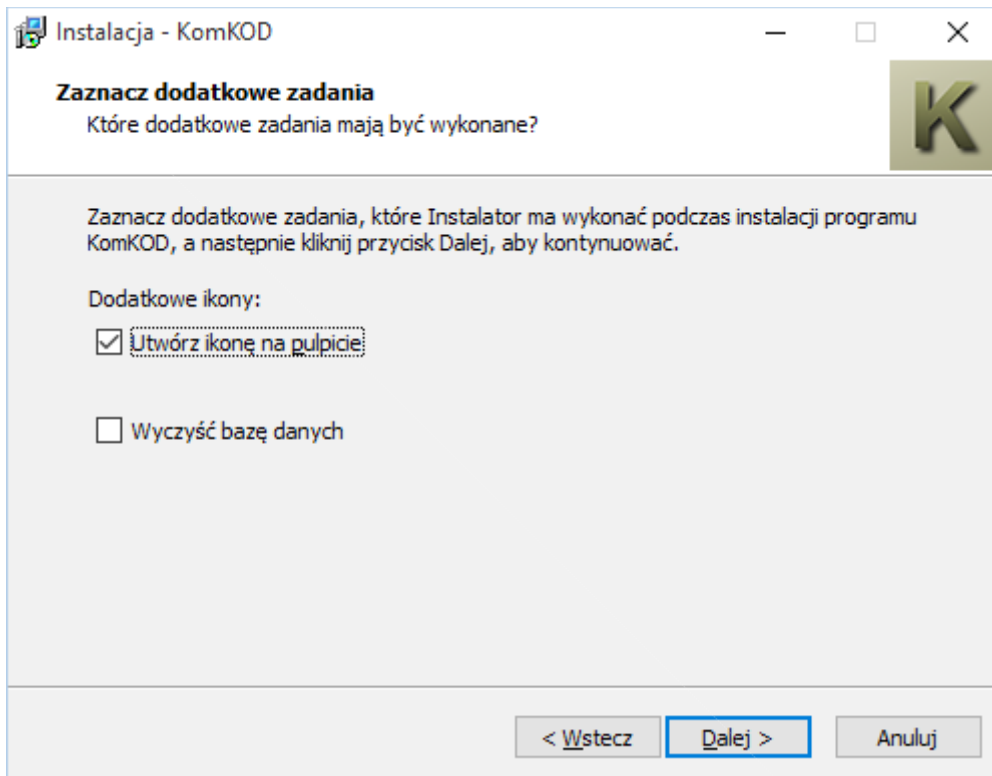 Instalacja - KomKOD
Zaznacz dodatkowe zadania
Które dodatkowe zadania mają być wykonane?
K
Zaznacz dodatkowe zadania, które Instalator ma wykonać podczas instalacji programu
KomKOD, a następnie kliknij przycisk Dalej, aby kontynuować.
Dodatkowe ikony:
Utwórz ikonę na pulpicie
Wyczyść bazę danych
< Wstecz
Dalej >
Anuluj